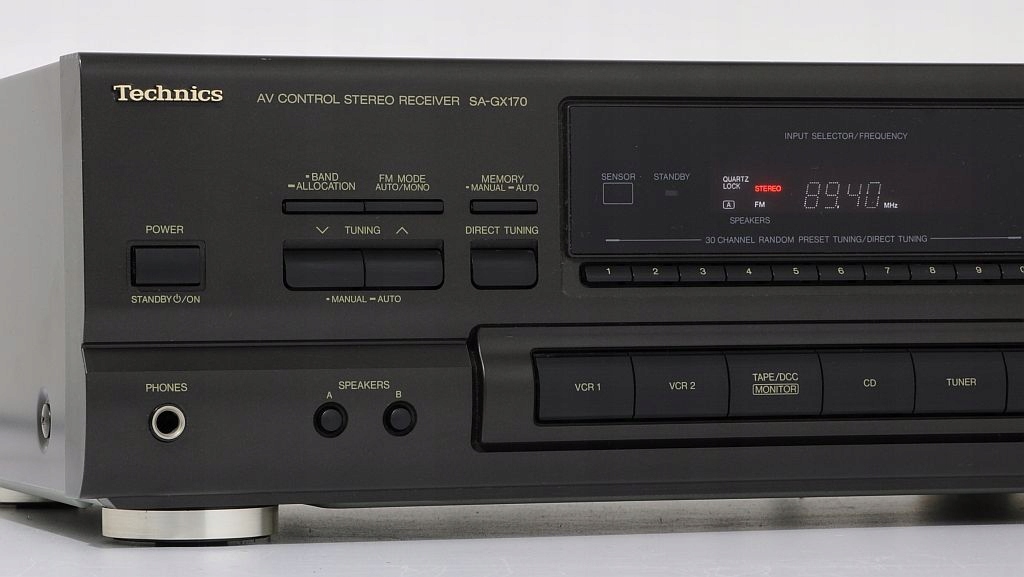 Technics
AV CONTROL STEREO RECEIVER SA-GX170
INPUT SELECTOR/FREQUENCY
SENSOR
STANDBY
QUARTZ
LOCK
STEREO
A
FM
89.40 MHz
SPEAKERS
30 CHANNEL RANDOM PRESET TUNING/DIRECT TUNING
1 2 3 4 5 6 7 8 9 0
BAND
ALLOCATION
FM MODE
AUTO/MONO
MEMORY
MANUAL AUTO
TUNING
DIRECT TUNING
MANUAL AUTO
POWER
STANDBY⏻/ON
PHONES
SPEAKERS
A
B
VCR 1
VCR 2
TAPE/DCC
MONITOR
CD
TUNER